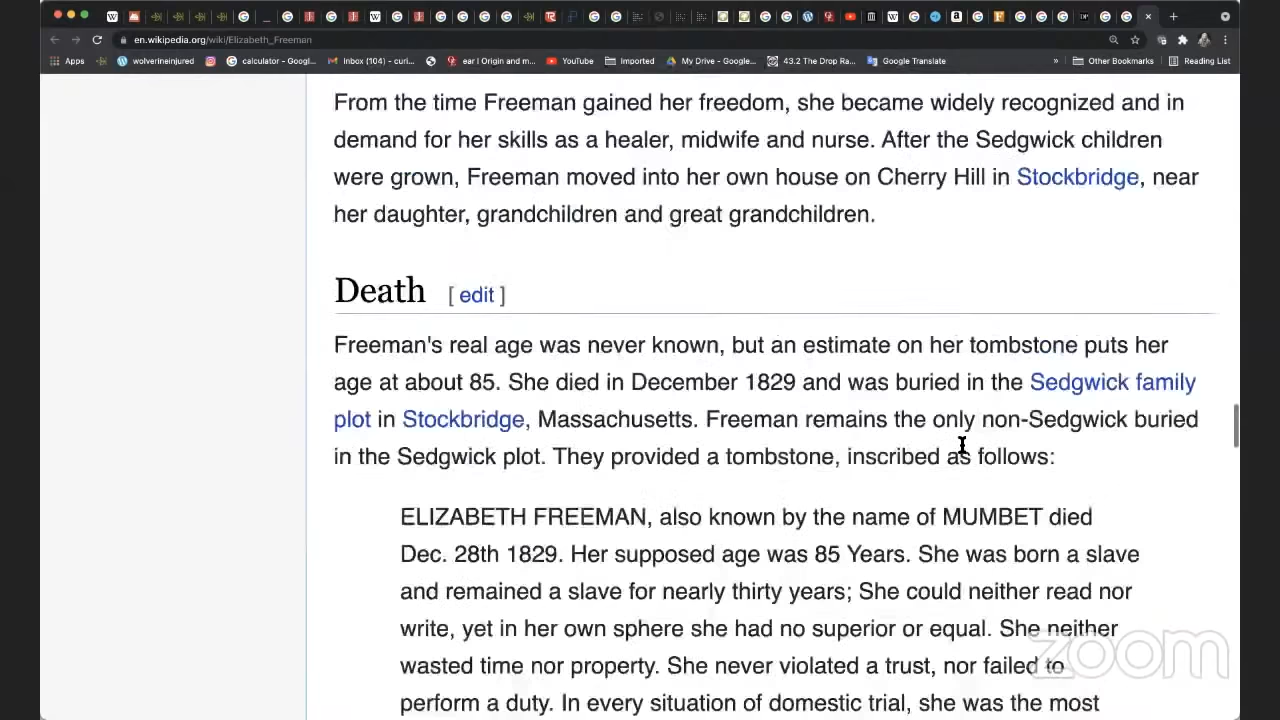 en.wikipedia.org/wiki/Elizabeth_Freeman
Apps wolverineinjured calculator - Googl... Inbox (104) - curi... ear l Origin and m... YouTube Imported My Drive - Google... 43.2 The Drop Ra... Google Translate » Other Bookmarks Reading List
From the time Freeman gained her freedom, she became widely recognized and in
demand for her skills as a healer, midwife and nurse. After the Sedgwick children
were grown, Freeman moved into her own house on Cherry Hill in Stockbridge, near
her daughter, grandchildren and great grandchildren.
Death [ edit ]
Freeman's real age was never known, but an estimate on her tombstone puts her
age at about 85. She died in December 1829 and was buried in the Sedgwick family
plot in Stockbridge, Massachusetts. Freeman remains the only non-Sedgwick buried
in the Sedgwick plot. They provided a tombstone, inscribed as follows:
ELIZABETH FREEMAN, also known by the name of MUMBET died
Dec. 28th 1829. Her supposed age was 85 Years. She was born a slave
and remained a slave for nearly thirty years; She could neither read nor
write, yet in her own sphere she had no superior or equal. She neither
wasted time nor property. She never violated a trust, nor failed to
perform a duty. In every situation of domestic trial, she was the most
zoom